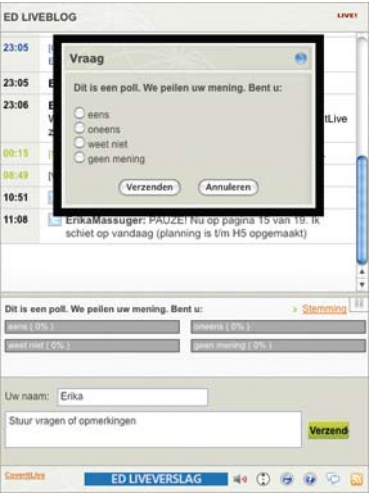 ED LIVEBLOG
LIVE!
23:05
Vraag
Dit is een poll. We peilen uw mening. Bent u:
23:05
eens
23:06
oneens
tLive
weet niet
00:15
geen mening
08:49
Verzenden
Annuleren
10:51
11:08 ErikaMassuger: PAUZE! Nu op pagina 15 van 19. Ik
schiet op vandaag (planning is t/m H5 opgemaakt)
Dit is een poll. We peilen uw mening. Bent u:
Stemming
eens ( 0% )
oneens ( 0% )
weet niet ( 0% )
geen mening ( 0% )
Uw naam: Erika
Stuur vragen of opmerkingen
Verzend
CoveritLive
ED LIVEVERSLAG